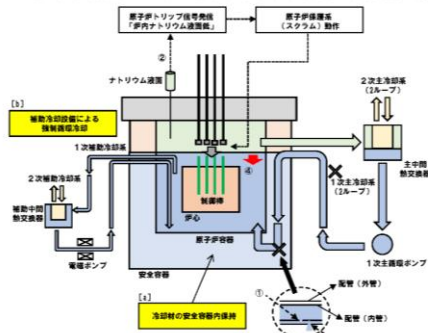 原子炉トリップ信号発信
「炉内ナトリウム液面低」
原子炉保護系
（スクラム）動作
②
ナトリウム液面
[b]
補助冷却設備による
強制循環冷却
1次補助冷却系
2次補助冷却系
補助中間
熱交換器
電磁ポンプ
制御棒
炉心
原子炉容器
安全容器
④
2次主冷却系
(2ループ)
主中間
熱交換器
1次主冷却系
(2ループ)
1次主循環ポンプ
[a]
冷却材の安全容器内保持
①
配管（外管）
配管（内管）